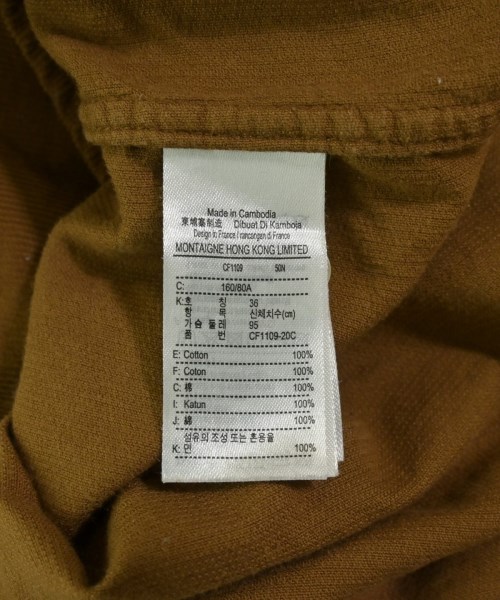 Made in Cambodia
東埔寨制造 Dibuat Di Kamboja
Design in France / rancangen di France
MONTAIGNE HONG KONG LIMITED
CF1109 50N
C: 160/80A
K:호 칭 36
항 목 신체치수(cm)
가슴 둘레 95
품 번 CF1109-20C
E: Cotton 100%
F: Coton 100%
C: 棉 100%
I: Katun 100%
J: 綿 100%
섬유의 조성 또는 혼용율
K: 면 100%